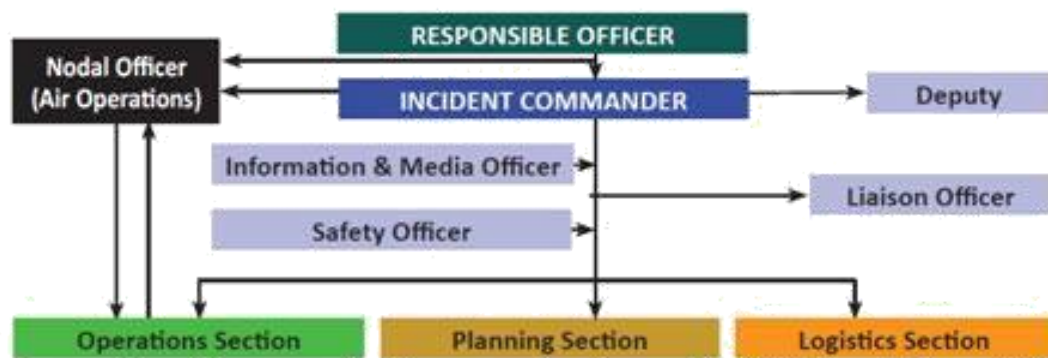 RESPONSIBLE OFFICER
Nodal Officer
(Air Operations)
INCIDENT COMMANDER
Deputy
Information & Media Officer
Liaison Officer
Safety Officer
Operations Section
Planning Section
Logistics Section